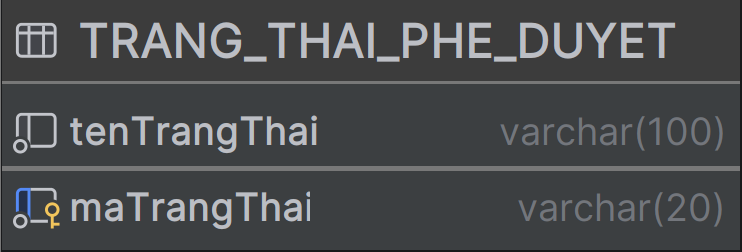 TRANG_THAI_PHE_DUYET
tenTrangThai varchar(100)
maTrangThai varchar(20)